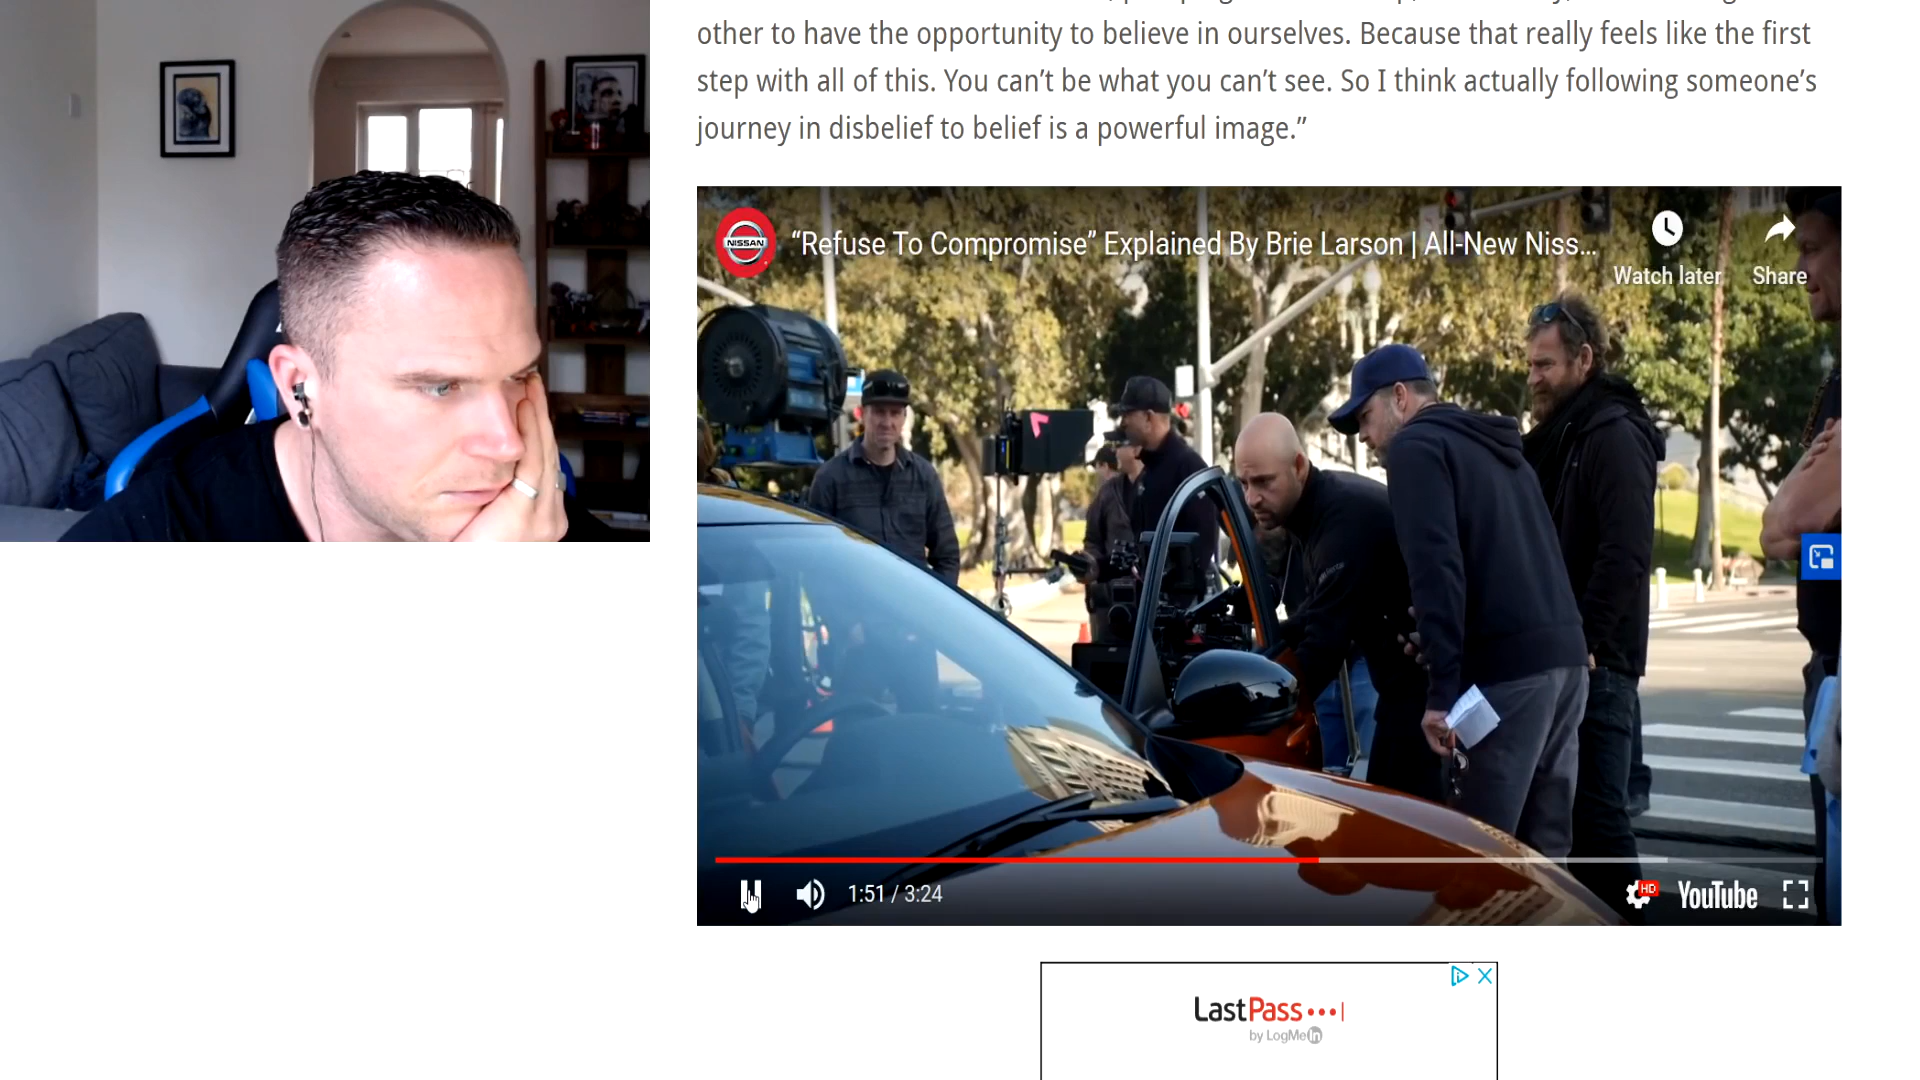 other to have the opportunity to believe in ourselves. Because that really feels like the first
step with all of this. You can’t be what you can’t see. So I think actually following someone’s
journey in disbelief to belief is a powerful image.”
NISSAN
“Refuse To Compromise” Explained By Brie Larson | All-New Niss...
Watch later
Share
1:51 / 3:24
HD
YouTube
LastPass
by LogMeIn